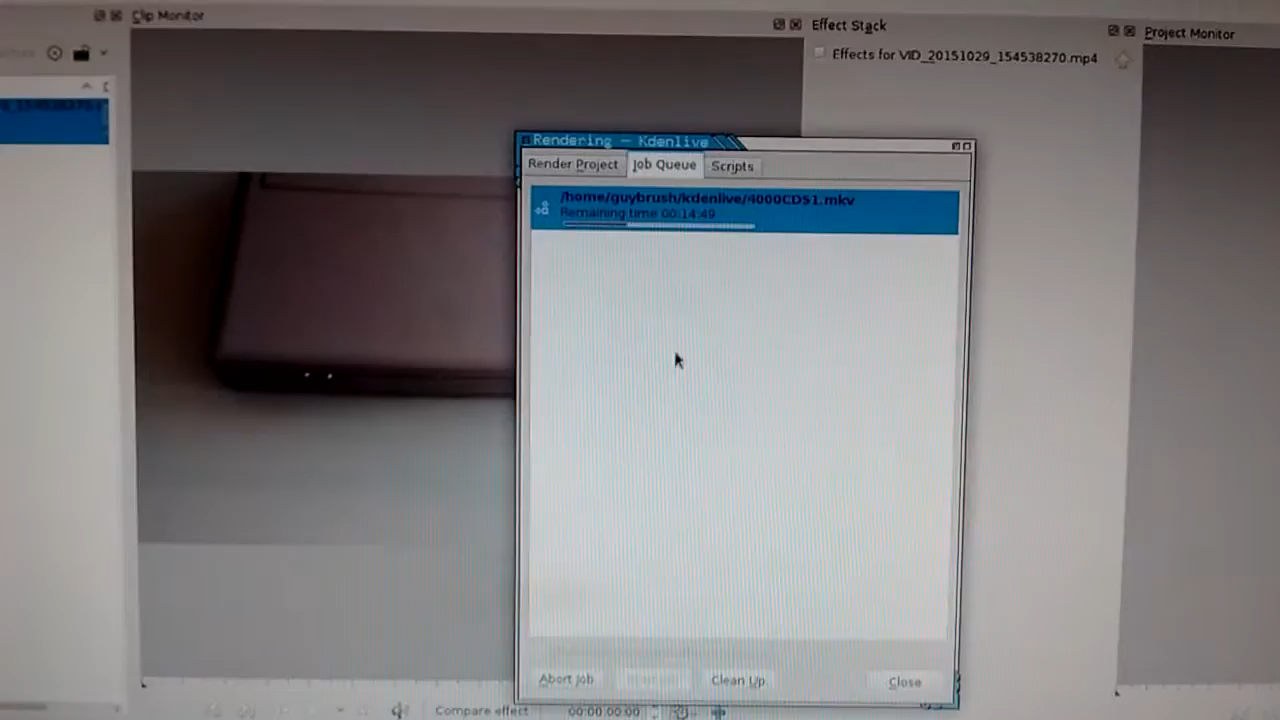 Clip Monitor
Effect Stack
Project Monitor
Effects for VID_20151029_154538270.mp4
Rendering — Kdenlive
Render Project
Job Queue
Scripts
/home/guybrush/kdenlive/4000CDS1.mkv
Remaining time 00:14:49
Abort Job
Clean Up
Close
Compare effect
00:00:00:00